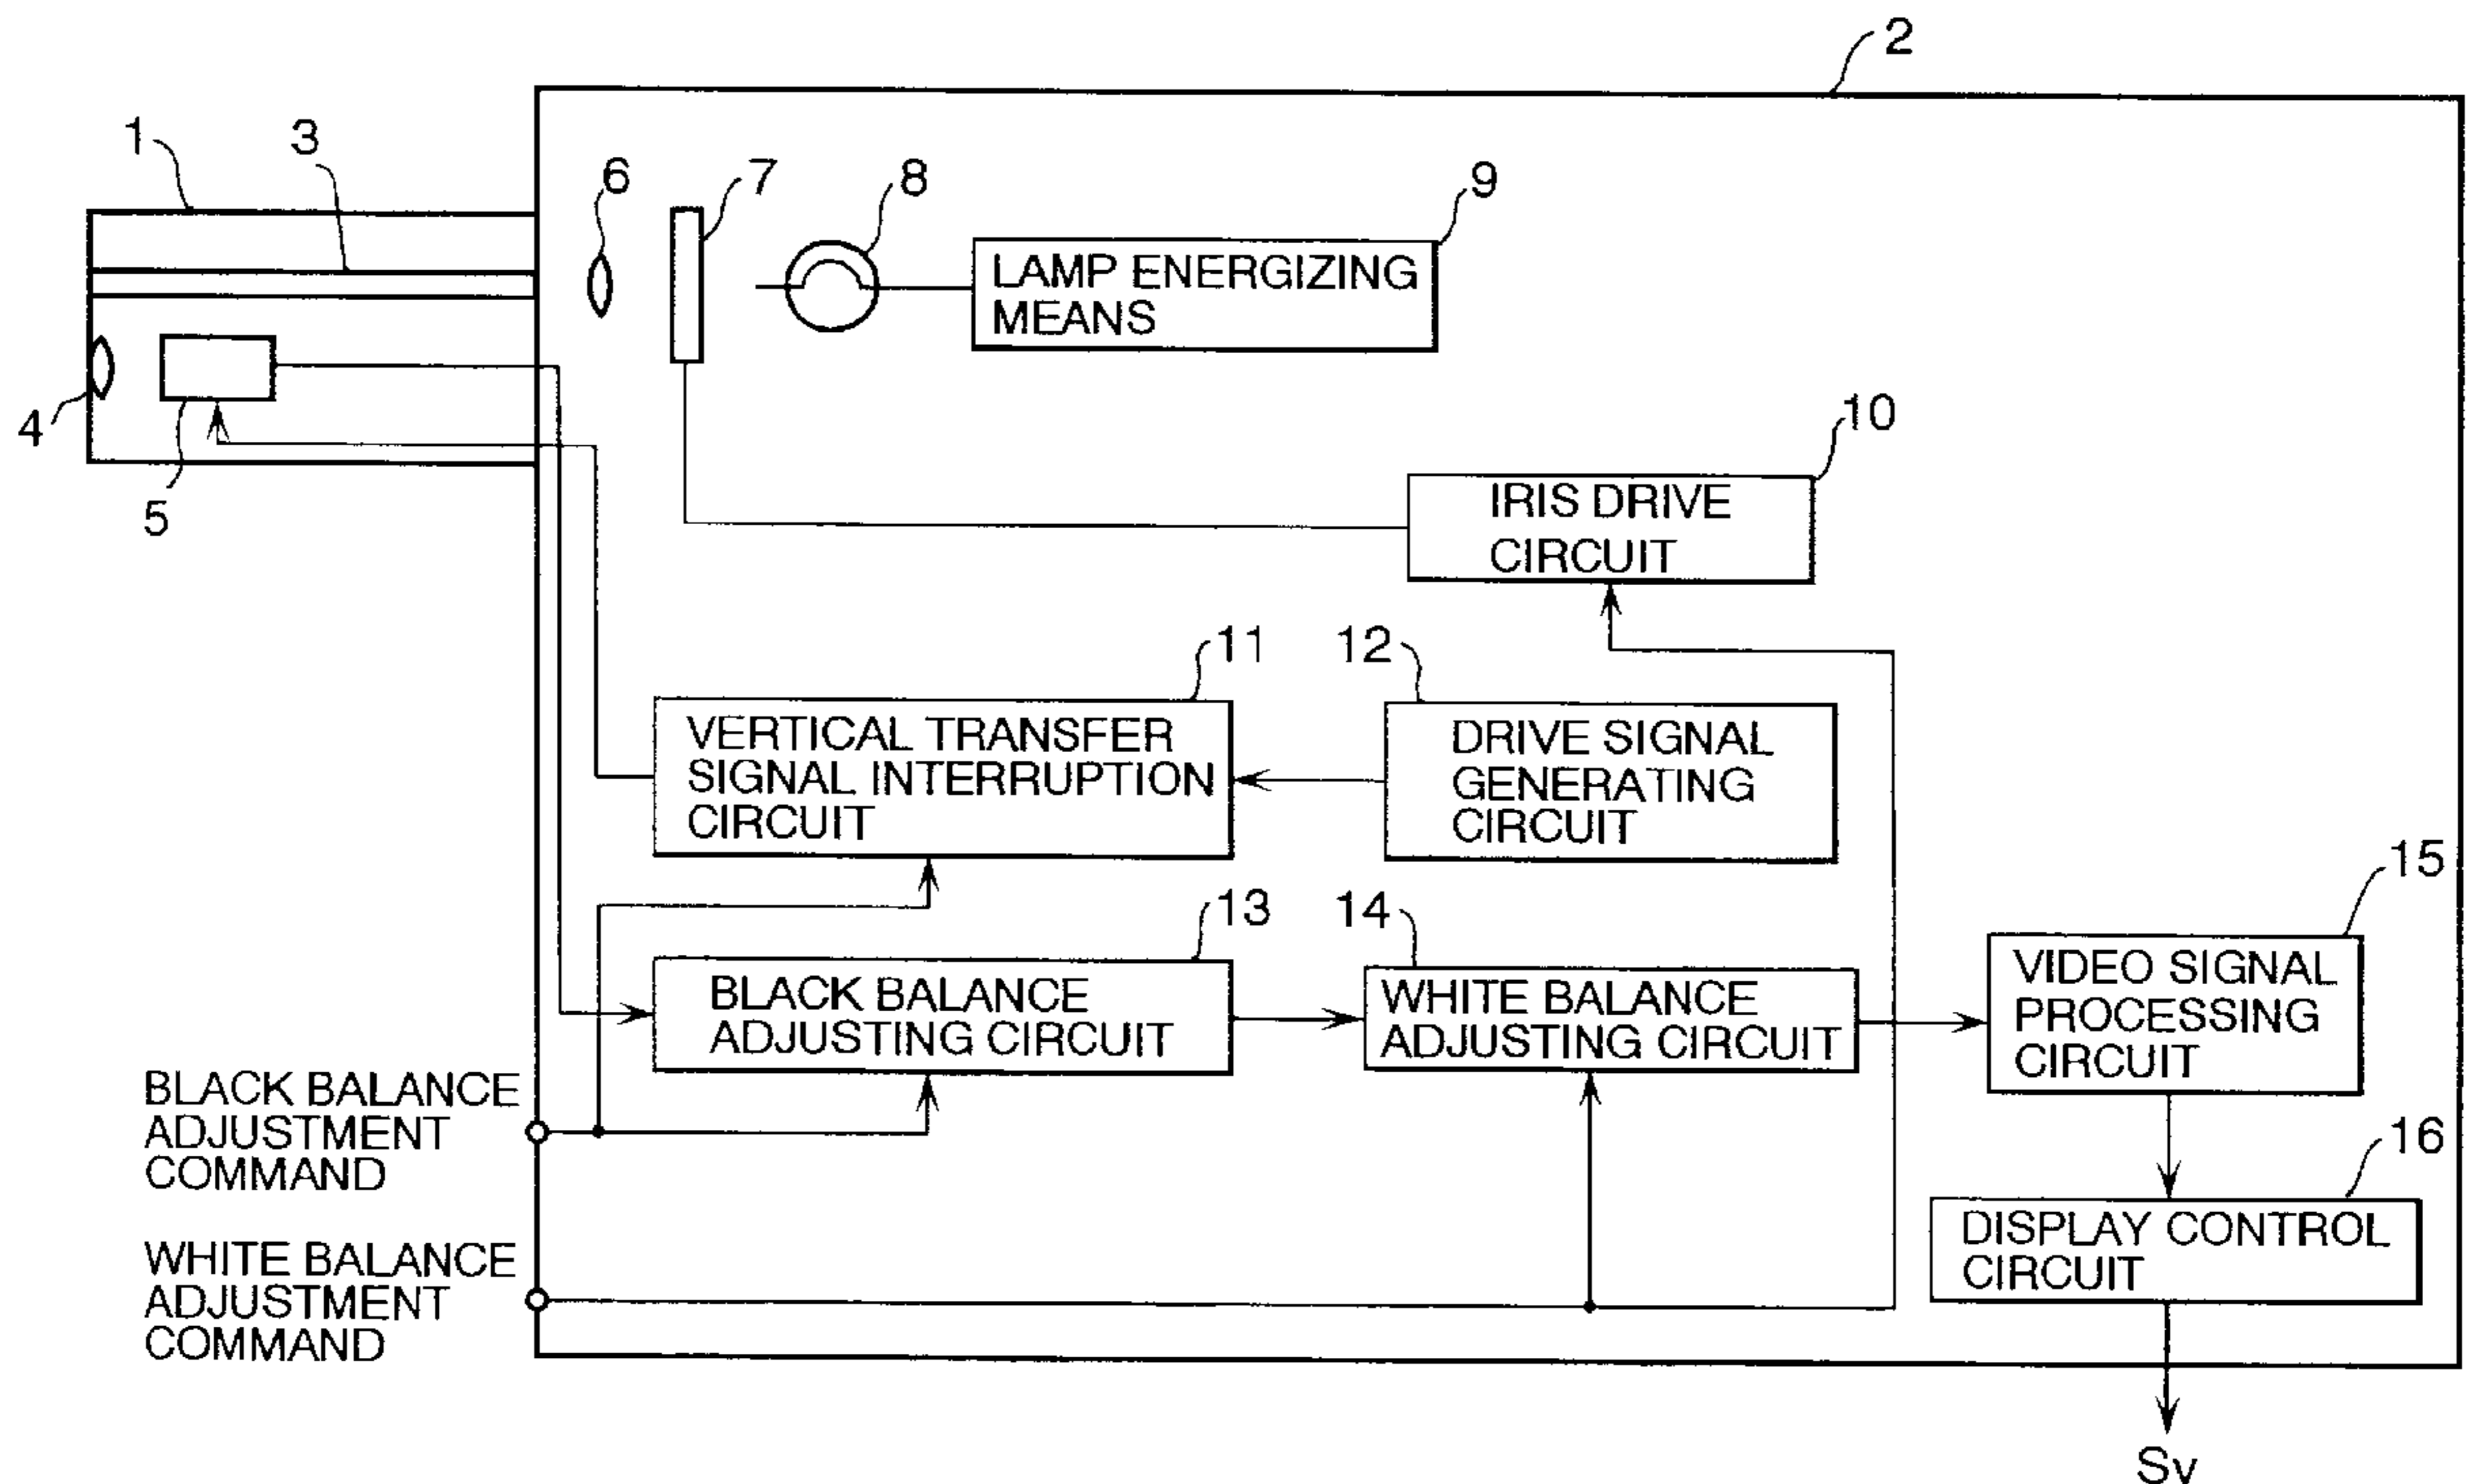 2
1
3
6
7
8
9
LAMP ENERGIZING
MEANS
4
5
10
IRIS DRIVE
CIRCUIT
11
12
VERTICAL TRANSFER
SIGNAL INTERRUPTION
CIRCUIT
DRIVE SIGNAL
GENERATING
CIRCUIT
13
14
15
BLACK BALANCE
ADJUSTING CIRCUIT
WHITE BALANCE
ADJUSTING CIRCUIT
VIDEO SIGNAL
PROCESSING
CIRCUIT
BLACK BALANCE
ADJUSTMENT
COMMAND
16
DISPLAY CONTROL
CIRCUIT
WHITE BALANCE
ADJUSTMENT
COMMAND
Sv